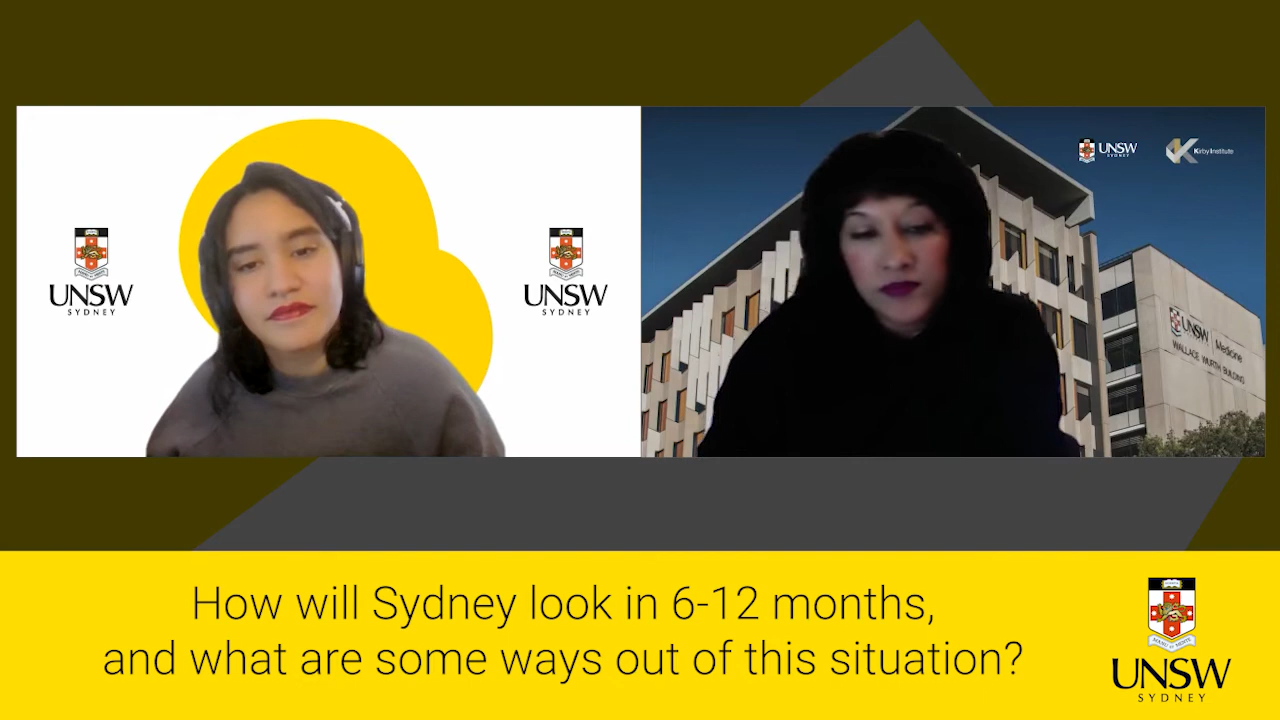 UNSW
SYDNEY
UNSW
SYDNEY
UNSW
SYDNEY
Kirby Institute
UNSW Medicine
WALLACE WURTH BUILDING
How will Sydney look in 6-12 months,
and what are some ways out of this situation?
UNSW
SYDNEY